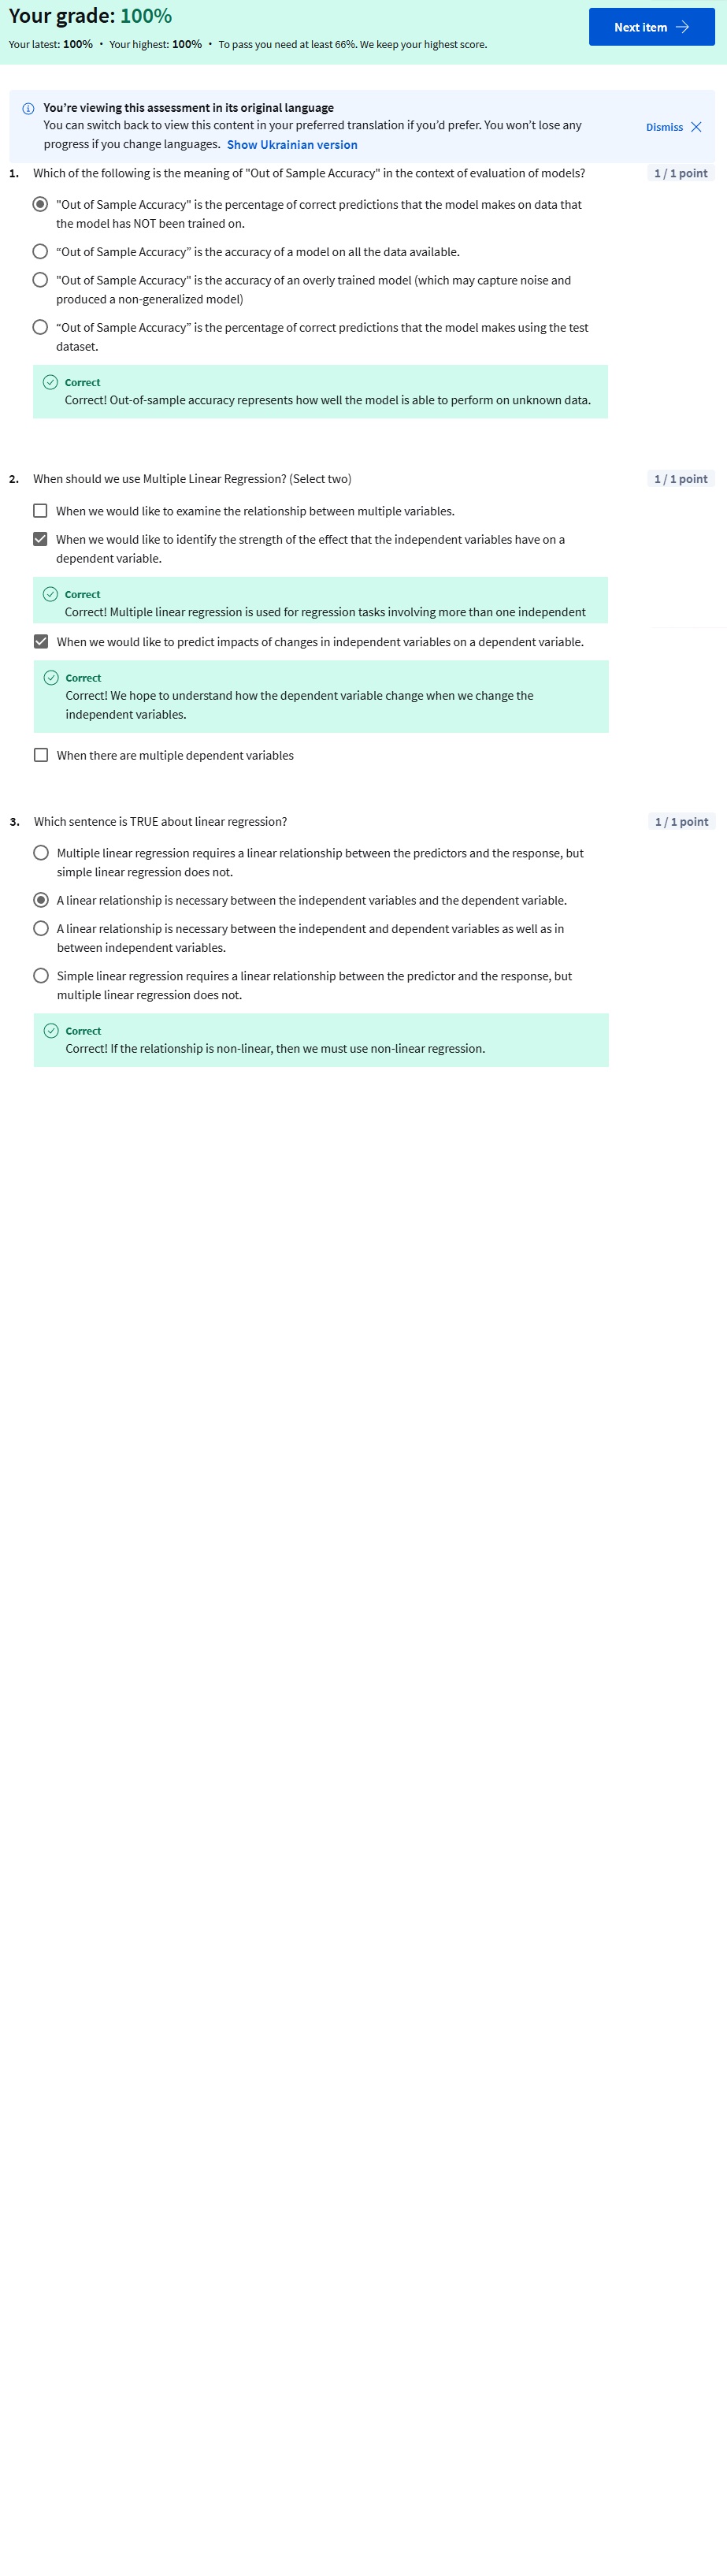 Your grade: 100%
Next item
Your latest: 100% • Your highest: 100% • To pass you need at least 66%. We keep your highest score.
You’re viewing this assessment in its original language
You can switch back to view this content in your preferred translation if you’d prefer. You won’t lose any
progress if you change languages. Show Ukrainian version
Dismiss
1. Which of the following is the meaning of "Out of Sample Accuracy" in the context of evaluation of models?
1 / 1 point
"Out of Sample Accuracy" is the percentage of correct predictions that the model makes on data that
the model has NOT been trained on.
“Out of Sample Accuracy” is the accuracy of a model on all the data available.
"Out of Sample Accuracy" is the accuracy of an overly trained model (which may capture noise and
produced a non-generalized model)
“Out of Sample Accuracy” is the percentage of correct predictions that the model makes using the test
dataset.
Correct
Correct! Out-of-sample accuracy represents how well the model is able to perform on unknown data.
2. When should we use Multiple Linear Regression? (Select two)
1 / 1 point
When we would like to examine the relationship between multiple variables.
When we would like to identify the strength of the effect that the independent variables have on a
dependent variable.
Correct
Correct! Multiple linear regression is used for regression tasks involving more than one independent
When we would like to predict impacts of changes in independent variables on a dependent variable.
Correct
Correct! We hope to understand how the dependent variable change when we change the
independent variables.
When there are multiple dependent variables
3. Which sentence is TRUE about linear regression?
1 / 1 point
Multiple linear regression requires a linear relationship between the predictors and the response, but
simple linear regression does not.
A linear relationship is necessary between the independent variables and the dependent variable.
A linear relationship is necessary between the independent and dependent variables as well as in
between independent variables.
Simple linear regression requires a linear relationship between the predictor and the response, but
multiple linear regression does not.
Correct
Correct! If the relationship is non-linear, then we must use non-linear regression.